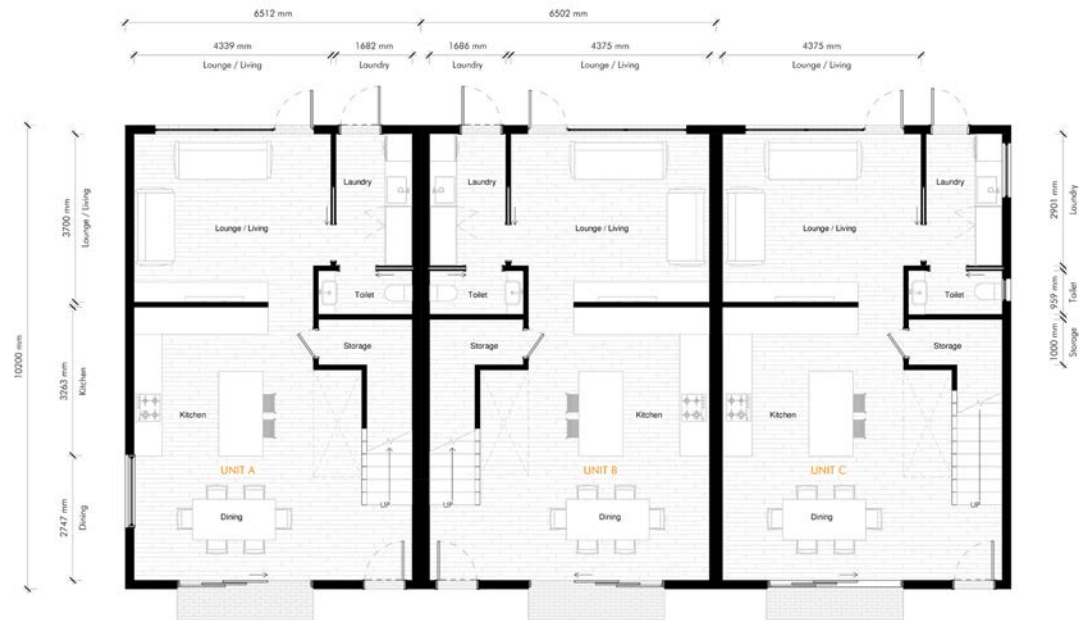 6512 mm
6502 mm
4339 mm
1682 mm
1686 mm
4375 mm
4375 mm
Lounge / Living
Laundry
Laundry
Lounge / Living
Lounge / Living
10200 mm
3700 mm
Lounge / Living
3263 mm
Kitchen
2747 mm
Dining
Laundry
Lounge / Living
Toilet
Storage
Kitchen
UNIT A
UP
Dining
Laundry
Lounge / Living
Toilet
Storage
Kitchen
UNIT B
UP
Dining
Laundry
Lounge / Living
Toilet
Storage
Kitchen
UNIT C
UP
Dining
2901 mm
Laundry
959 mm
Toilet
1000 mm
Storage